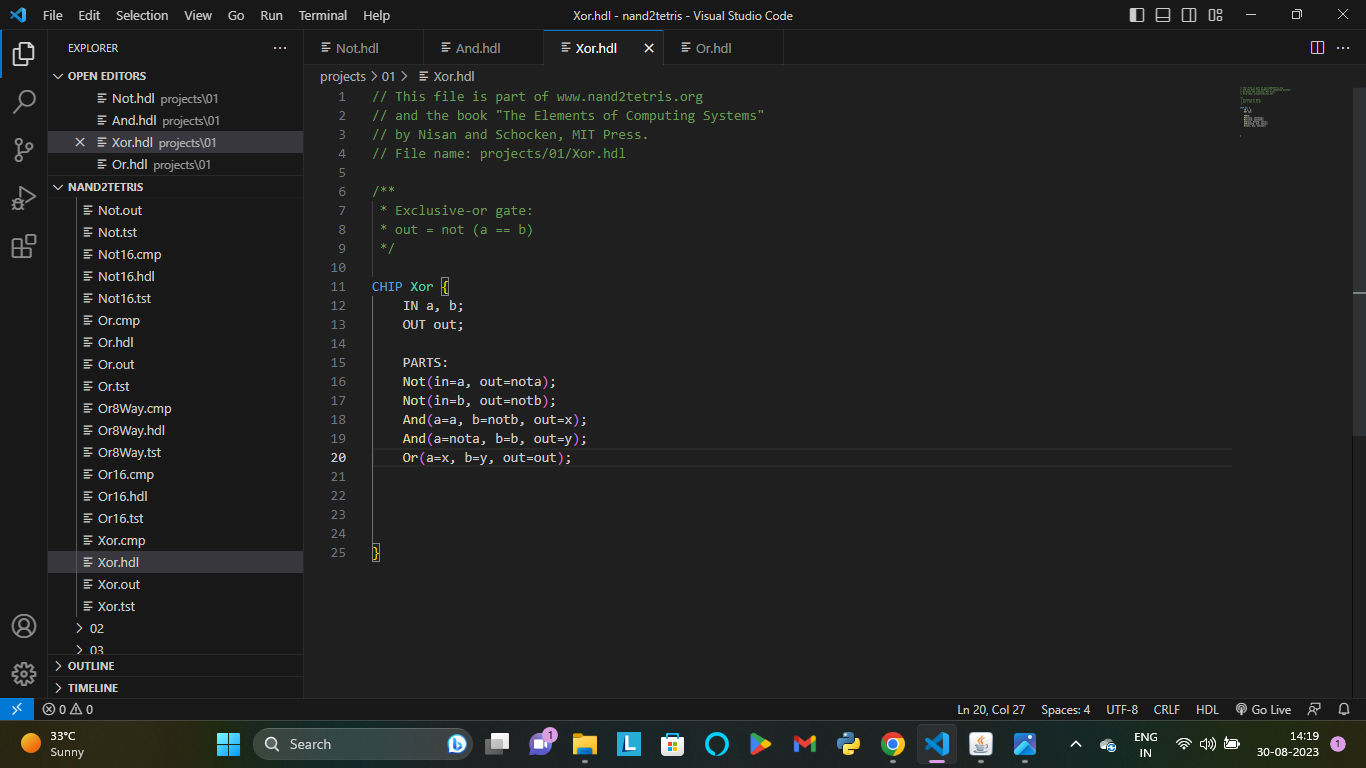 File Edit Selection View Go Run Terminal Help
Xor.hdl - nand2tetris - Visual Studio Code
EXPLORER
OPEN EDITORS
Not.hdl projects\01
And.hdl projects\01
Xor.hdl projects\01
Or.hdl projects\01
NAND2TETRIS
Not.out
Not.tst
Not16.cmp
Not16.hdl
Not16.tst
Or.cmp
Or.hdl
Or.out
Or.tst
Or8Way.cmp
Or8Way.hdl
Or8Way.tst
Or16.cmp
Or16.hdl
Or16.tst
Xor.cmp
Xor.hdl
Xor.out
Xor.tst
02
03
OUTLINE
TIMELINE
Not.hdl And.hdl Xor.hdl Or.hdl
projects > 01 > Xor.hdl
1 // This file is part of www.nand2tetris.org
2 // and the book "The Elements of Computing Systems"
3 // by Nisan and Schocken, MIT Press.
4 // File name: projects/01/Xor.hdl
5
6 /**
7 * Exclusive-or gate:
8 * out = not (a == b)
9 */
10
11 CHIP Xor {
12 IN a, b;
13 OUT out;
14
15 PARTS:
16 Not(in=a, out=nota);
17 Not(in=b, out=notb);
18 And(a=a, b=notb, out=x);
19 And(a=nota, b=b, out=y);
20 Or(a=x, b=y, out=out);
21
22
23
24
25 }
0 0
Ln 20, Col 27 Spaces: 4 UTF-8 CRLF HDL Go Live
33°C
Sunny
Search
1
L
ENG
IN
14:19
30-08-2023
1